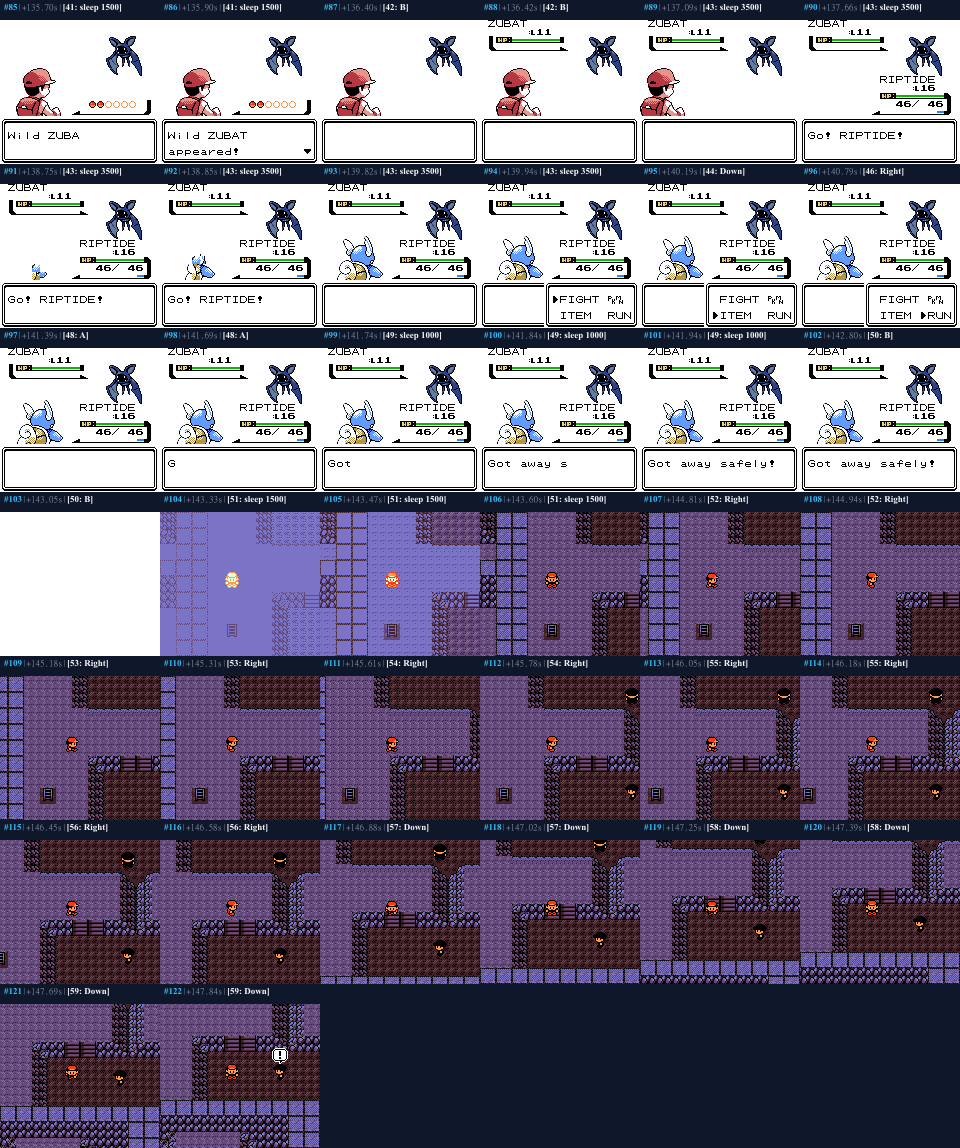 #85|+135.70s|[41: sleep 1500]
#86|+135.90s|[41: sleep 1500]
#87|+136.40s|[42: B]
#88|+136.42s|[42: B]
#89|+137.09s|[43: sleep 3500]
#90|+137.66s|[43: sleep 3500]
Wild ZUBA
Wild ZUBAT
appeared!
ZUBAT
:L11
HP:
ZUBAT
:L11
HP:
ZUBAT
:L11
HP:
RIPTIDE
:L16
HP:
46/ 46
Go! RIPTIDE!
#91|+138.75s|[43: sleep 3500]
#92|+138.85s|[43: sleep 3500]
#93|+139.82s|[43: sleep 3500]
#94|+139.94s|[43: sleep 3500]
#95|+140.19s|[44: Down]
#96|+140.79s|[46: Right]
ZUBAT
:L11
HP:
RIPTIDE
:L16
HP:
46/ 46
Go! RIPTIDE!
ZUBAT
:L11
HP:
RIPTIDE
:L16
HP:
46/ 46
Go! RIPTIDE!
ZUBAT
:L11
HP:
RIPTIDE
:L16
HP:
46/ 46
ZUBAT
:L11
HP:
RIPTIDE
:L16
HP:
46/ 46
▶FIGHT PKMN
ITEM RUN
ZUBAT
:L11
HP:
RIPTIDE
:L16
HP:
46/ 46
FIGHT PKMN
▶ITEM RUN
ZUBAT
:L11
HP:
RIPTIDE
:L16
HP:
46/ 46
FIGHT PKMN
ITEM ▶RUN
#97|+141.39s|[48: A]
#98|+141.69s|[48: A]
#99|+141.74s|[49: sleep 1000]
#100|+141.84s|[49: sleep 1000]
#101|+141.94s|[49: sleep 1000]
#102|+142.80s|[50: B]
ZUBAT
:L11
HP:
RIPTIDE
:L16
HP:
46/ 46
ZUBAT
:L11
HP:
RIPTIDE
:L16
HP:
46/ 46
G
ZUBAT
:L11
HP:
RIPTIDE
:L16
HP:
46/ 46
Got
ZUBAT
:L11
HP:
RIPTIDE
:L16
HP:
46/ 46
Got away s
ZUBAT
:L11
HP:
RIPTIDE
:L16
HP:
46/ 46
Got away safely!
ZUBAT
:L11
HP:
RIPTIDE
:L16
HP:
46/ 46
Got away safely!
#103|+143.05s|[50: B]
#104|+143.33s|[51: sleep 1500]
#105|+143.47s|[51: sleep 1500]
#106|+143.60s|[51: sleep 1500]
#107|+144.81s|[52: Right]
#108|+144.94s|[52: Right]
#109|+145.18s|[53: Right]
#110|+145.31s|[53: Right]
#111|+145.61s|[54: Right]
#112|+145.78s|[54: Right]
#113|+146.05s|[55: Right]
#114|+146.18s|[55: Right]
#115|+146.45s|[56: Right]
#116|+146.58s|[56: Right]
#117|+146.88s|[57: Down]
#118|+147.02s|[57: Down]
#119|+147.25s|[58: Down]
#120|+147.39s|[58: Down]
#121|+147.69s|[59: Down]
#122|+147.84s|[59: Down]
!